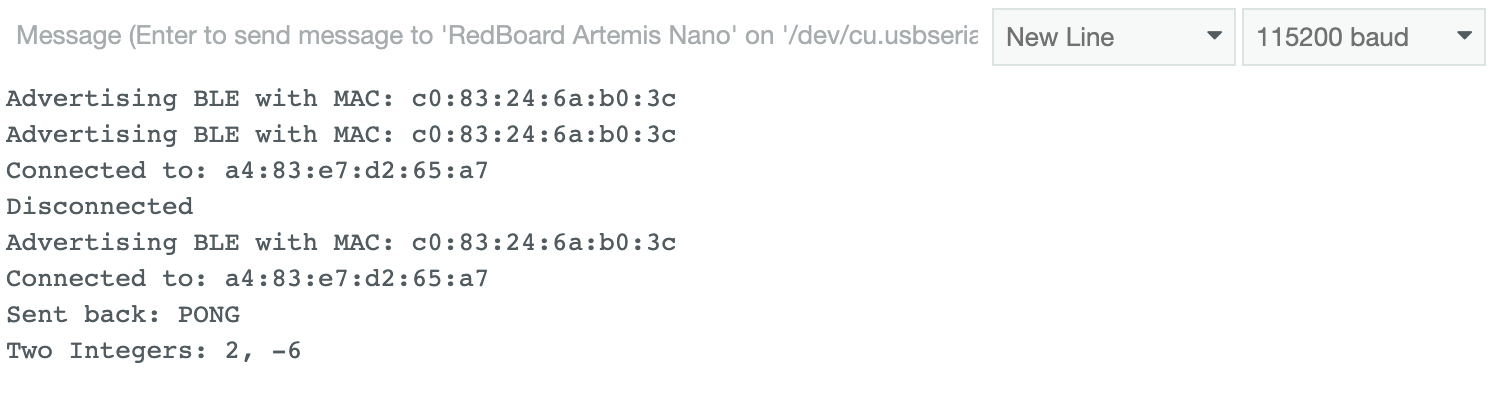 Message (Enter to send message to 'RedBoard Artemis Nano' on '/dev/cu.usbseria
New Line
115200 baud
Advertising BLE with MAC: c0:83:24:6a:b0:3c
Advertising BLE with MAC: c0:83:24:6a:b0:3c
Connected to: a4:83:e7:d2:65:a7
Disconnected
Advertising BLE with MAC: c0:83:24:6a:b0:3c
Connected to: a4:83:e7:d2:65:a7
Sent back: PONG
Two Integers: 2, -6